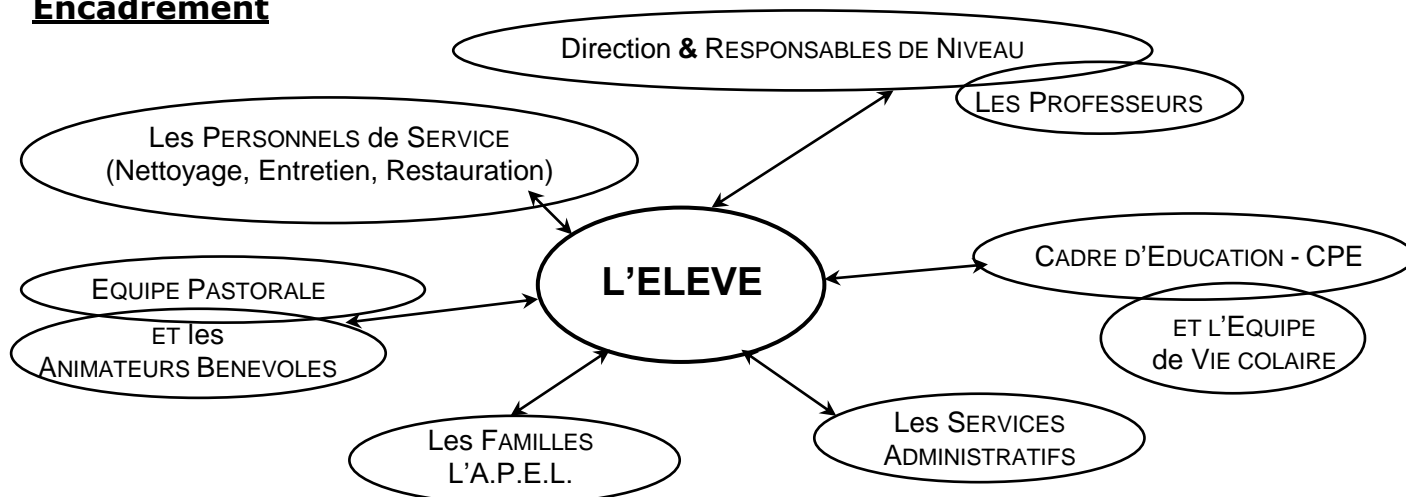 Encadrement
Direction & RESPONSABLES DE NIVEAU
LES PROFESSEURS
Les PERSONNELS de SERVICE
(Nettoyage, Entretien, Restauration)
L'ELEVE
CADRE D'EDUCATION - CPE
ET L'EQUIPE
de VIE COLAIRE
EQUIPE PASTORALE
ET les
ANIMATEURS BENEVOLES
Les FAMILLES
L'A.P.E.L.
Les SERVICES
ADMINISTRATIFS